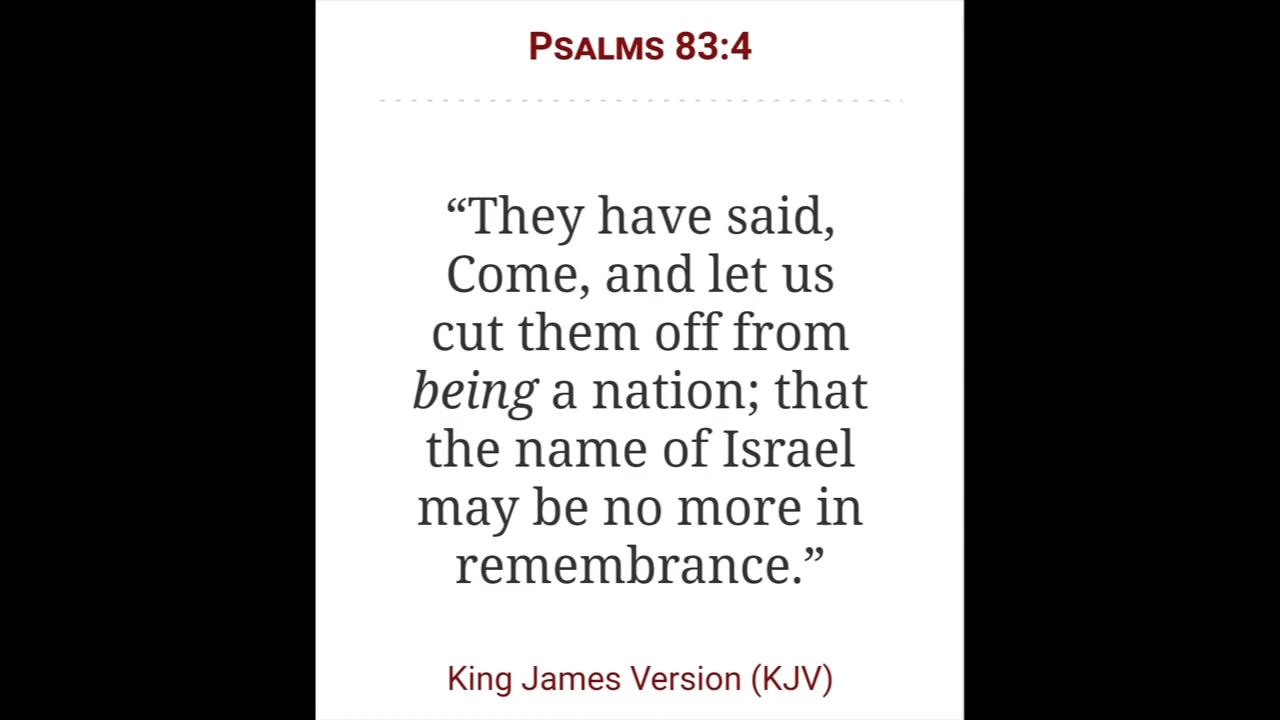 Psalms 83:4
“They have said,
Come, and let us
cut them off from
being a nation; that
the name of Israel
may be no more in
remembrance.”
King James Version (KJV)